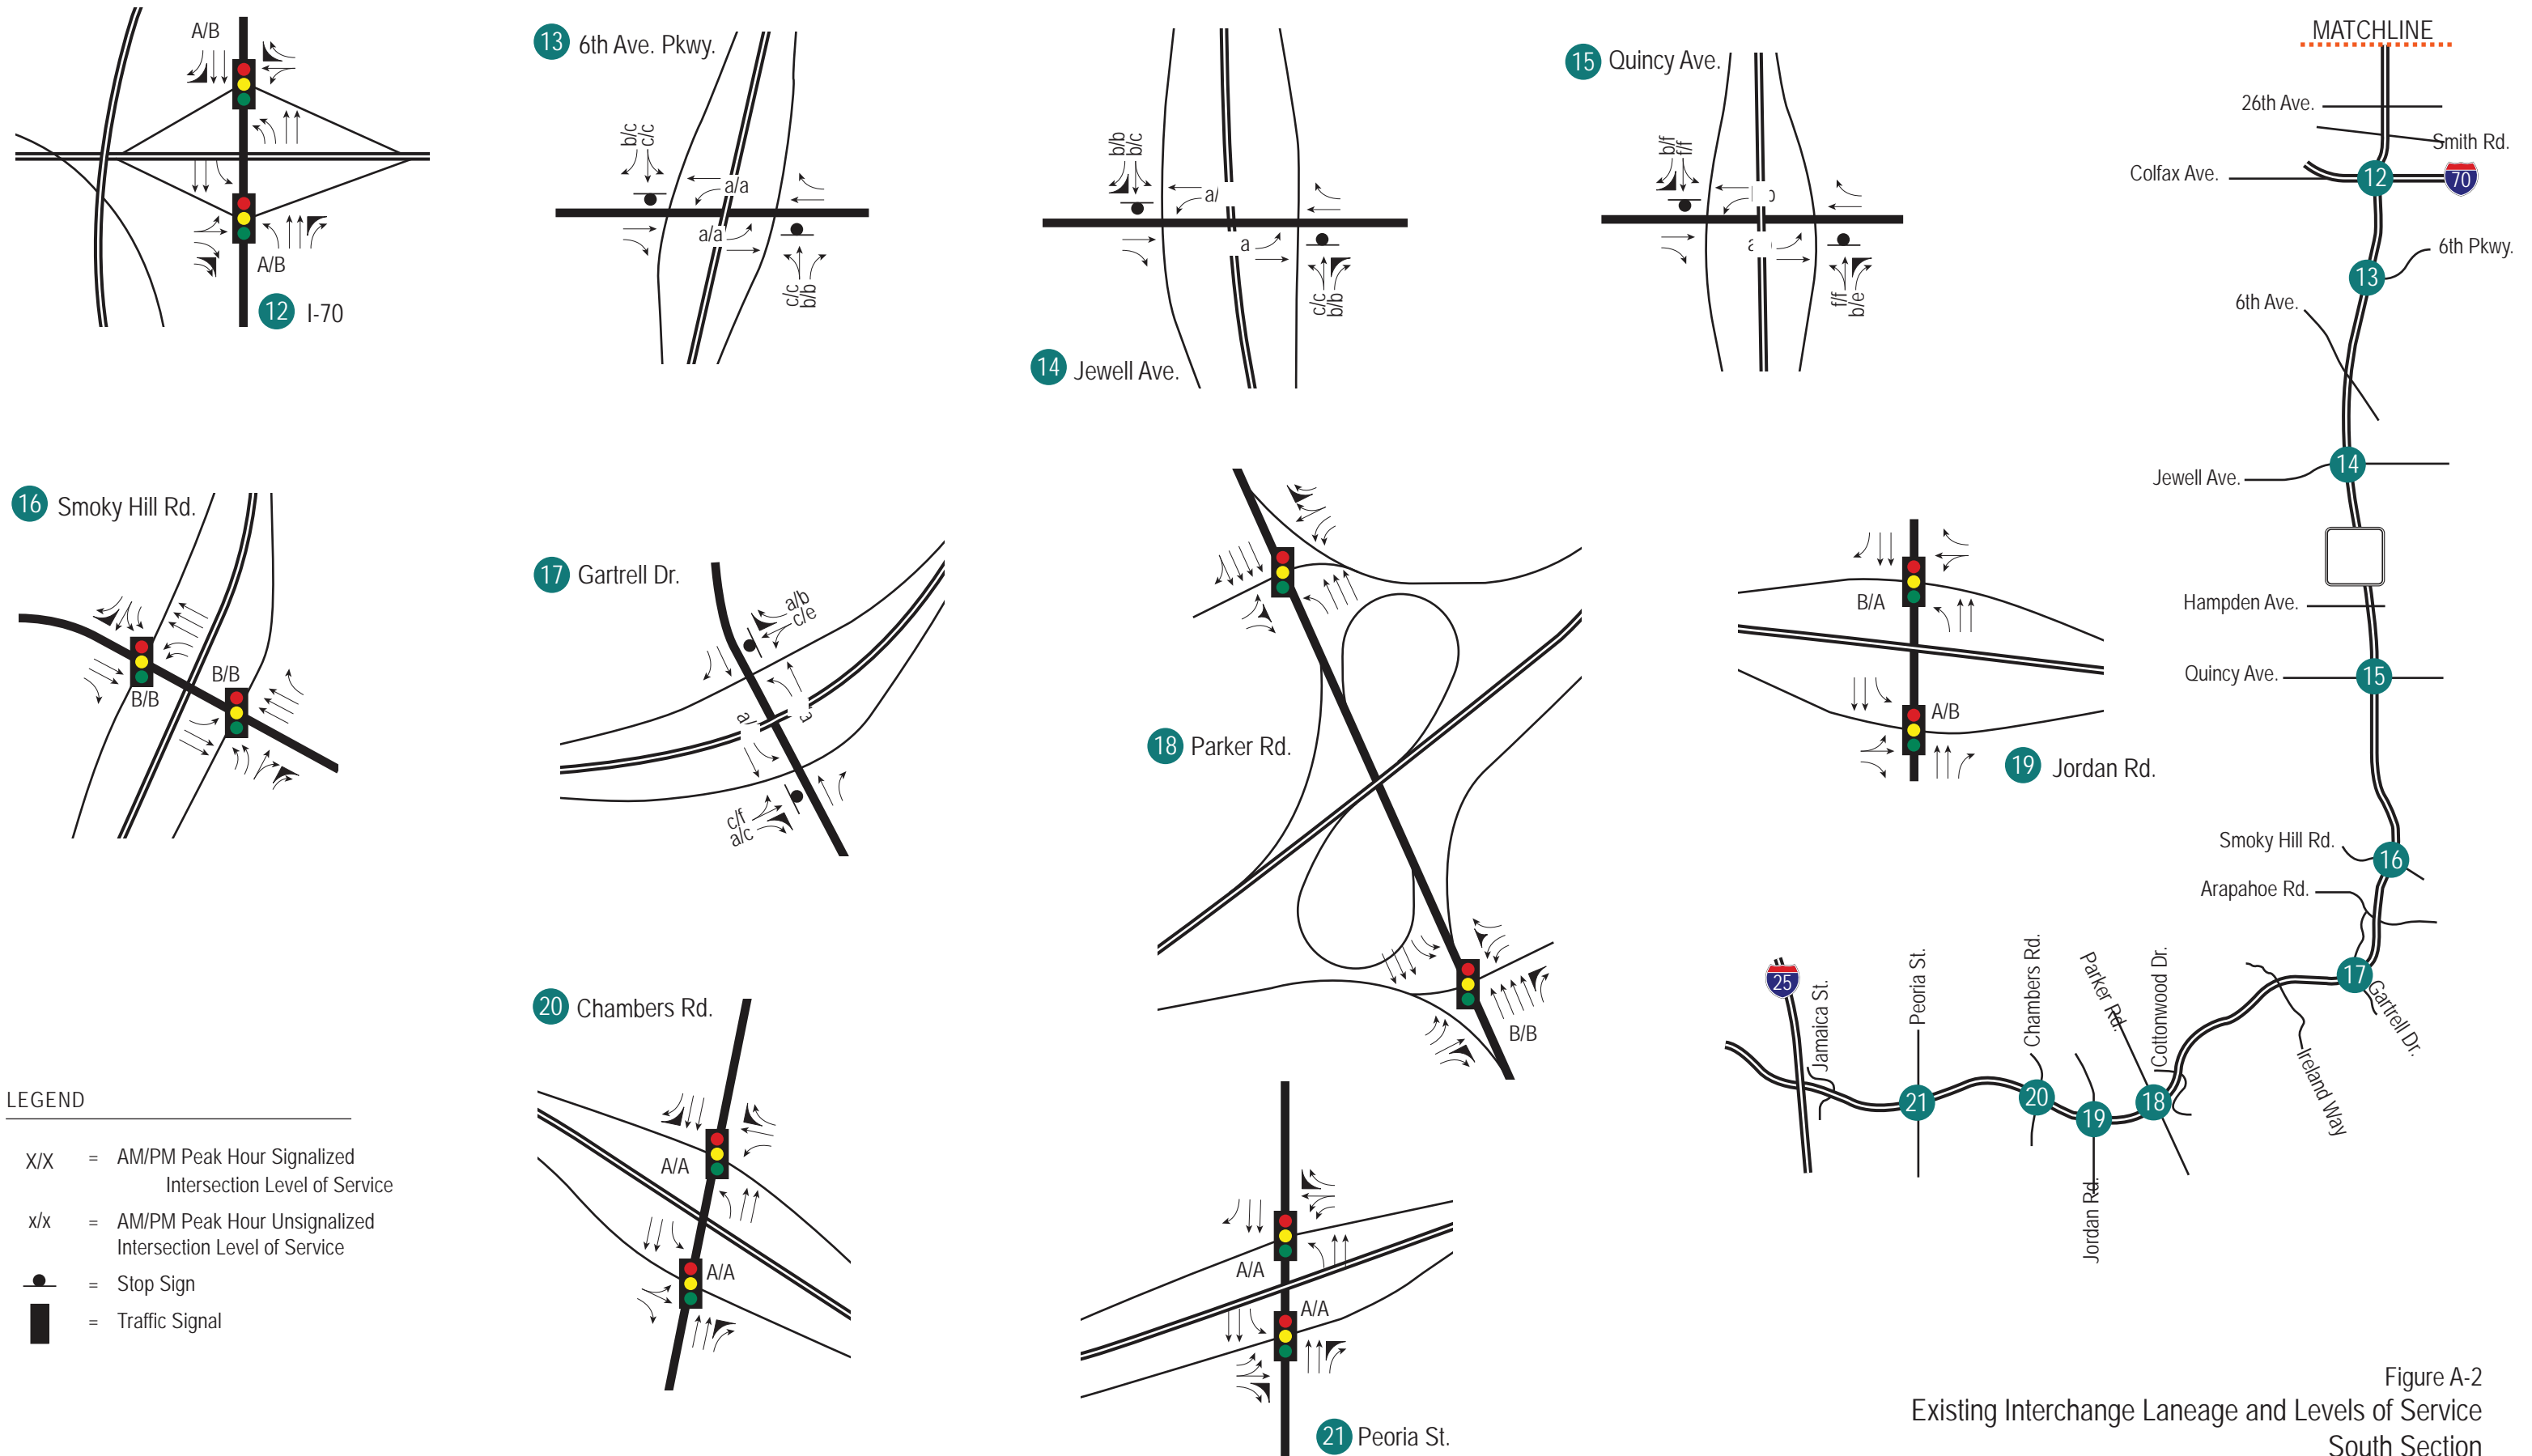 A/B
A/B
12 I-70
13 6th Ave. Pkwy.
b/c
c/c
a/a
a/a
c/c
b/b
b/b
b/c
a/
a
c/c
b/b
14 Jewell Ave.
15 Quincy Ave.
b/f
f/f
a
f/f
b/e
MATCHLINE
26th Ave.
Smith Rd.
Colfax Ave.
12
70
6th Pkwy.
13
6th Ave.
14
Jewell Ave.
Hampden Ave.
Quincy Ave.
15
Smoky Hill Rd.
16
Arapahoe Rd.
17
Gartrell Dr.
Ireland Way
Cottonwood Dr.
Parker Rd.
18
19
Jordan Rd.
Chambers Rd.
20
Peoria St.
21
Jamaica St.
25
16 Smoky Hill Rd.
B/B
B/B
17 Gartrell Dr.
a/b
c/e
a/
a
c/f
a/c
18 Parker Rd.
B/B
B/A
A/B
19 Jordan Rd.
20 Chambers Rd.
A/A
A/A
A/A
A/A
21 Peoria St.
LEGEND
X/X = AM/PM Peak Hour Signalized
Intersection Level of Service
x/x = AM/PM Peak Hour Unsignalized
Intersection Level of Service
= Stop Sign
= Traffic Signal
Figure A-2
Existing Interchange Laneage and Levels of Service
South Section